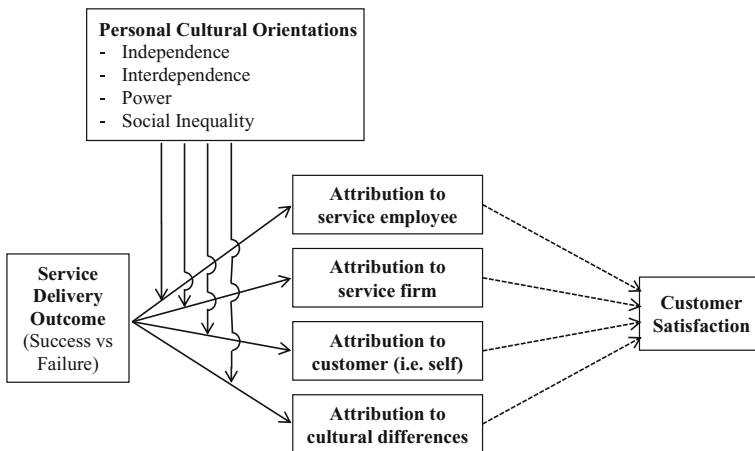 Personal Cultural Orientations
- Independence
- Interdependence
- Power
- Social Inequality
Attribution to
service employee
Service
Delivery
Outcome
(Success vs
Failure)
Attribution to
service firm
Attribution to
customer (i.e. self)
Attribution to
cultural differences
Customer
Satisfaction